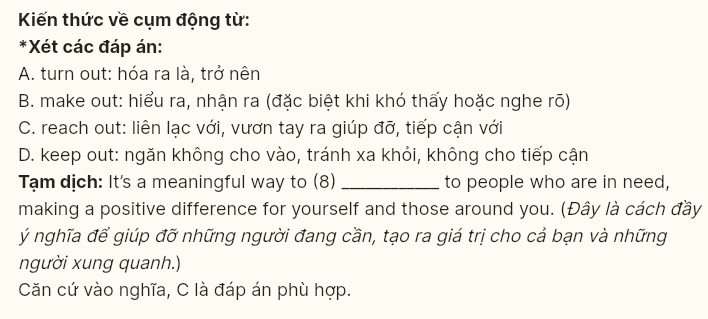 Kiến thức về cụm động từ:
*Xét các đáp án:
A. turn out: hóa ra là, trở nên
B. make out: hiểu ra, nhận ra (đặc biệt khi khó thấy hoặc nghe rõ)
C. reach out: liên lạc với, vươn tay ra giúp đỡ, tiếp cận với
D. keep out: ngăn không cho vào, tránh xa khỏi, không cho tiếp cận
Tạm dịch: It’s a meaningful way to (8) ____________ to people who are in need,
making a positive difference for yourself and those around you. (Đây là cách đầy
ý nghĩa để giúp đỡ những người đang cần, tạo ra giá trị cho cả bạn và những
người xung quanh.)
Căn cứ vào nghĩa, C là đáp án phù hợp.